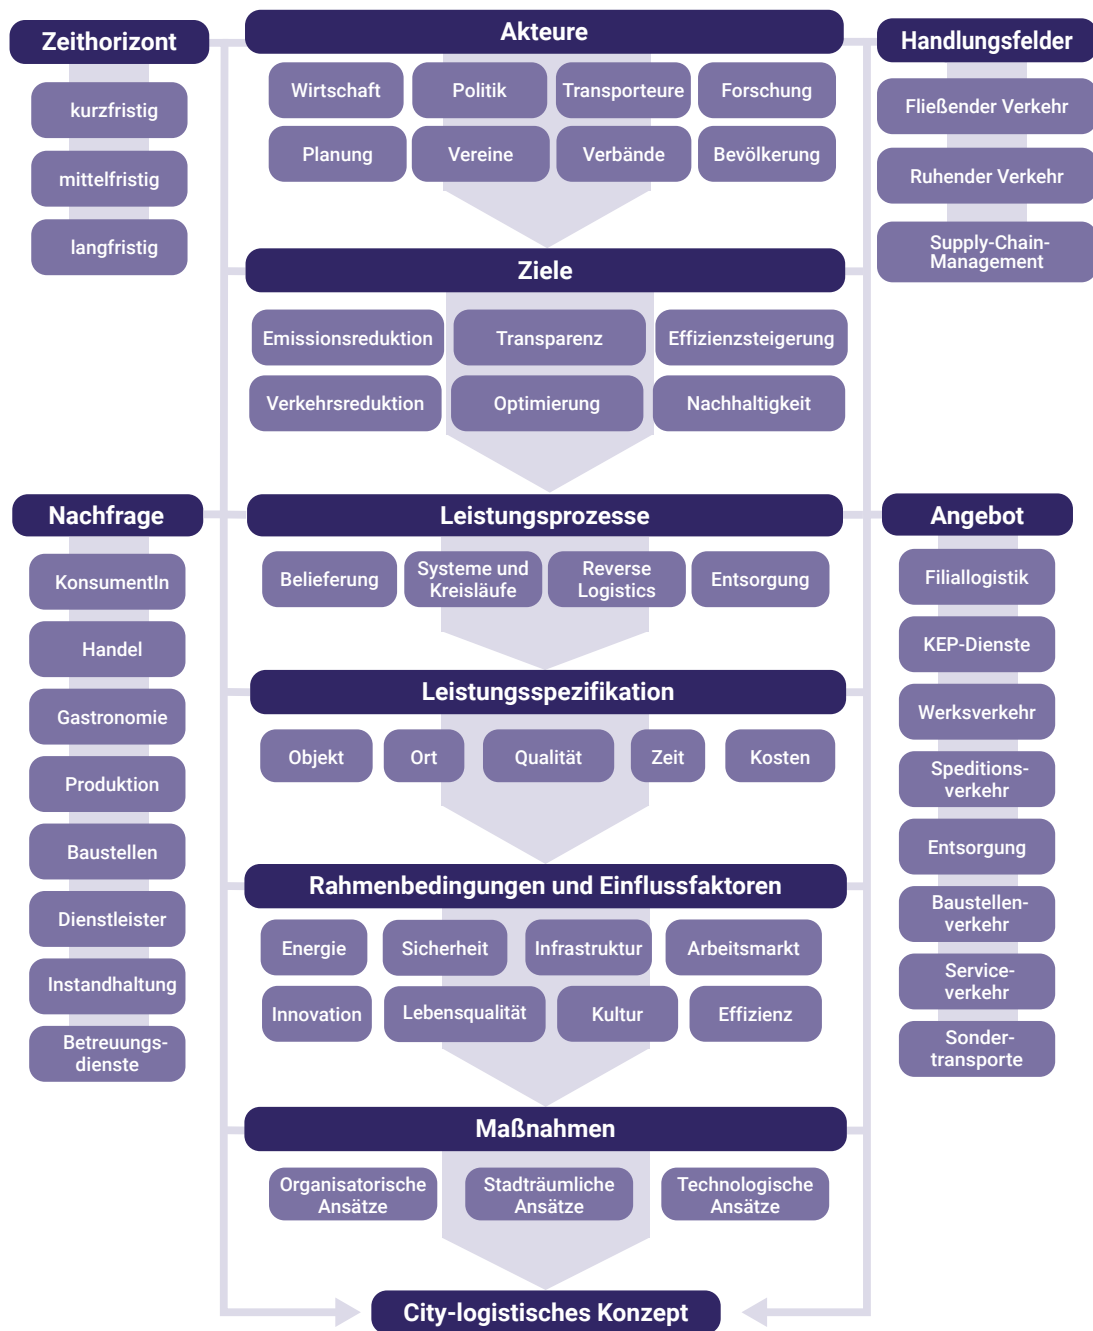 Zeithorizont
kurzfristig
mittelfristig
langfristig
Akteure
Wirtschaft
Politik
Transporteure
Forschung
Planung
Vereine
Verbände
Bevölkerung
Handlungsfelder
Fließender Verkehr
Ruhender Verkehr
Supply-Chain-
Management
Ziele
Emissionsreduktion
Transparenz
Effizienzsteigerung
Verkehrsreduktion
Optimierung
Nachhaltigkeit
Nachfrage
KonsumentIn
Handel
Gastronomie
Produktion
Baustellen
Dienstleister
Instandhaltung
Betreuungs-
dienste
Leistungsprozesse
Belieferung
Systeme und
Kreisläufe
Reverse
Logistics
Entsorgung
Leistungsspezifikation
Objekt
Ort
Qualität
Zeit
Kosten
Rahmenbedingungen und Einflussfaktoren
Energie
Sicherheit
Infrastruktur
Arbeitsmarkt
Innovation
Lebensqualität
Kultur
Effizienz
Angebot
Filiallogistik
KEP-Dienste
Werksverkehr
Speditions-
verkehr
Entsorgung
Baustellen-
verkehr
Service-
verkehr
Sonder-
transporte
Maßnahmen
Organisatorische
Ansätze
Stadträumliche
Ansätze
Technologische
Ansätze
City-logistisches Konzept